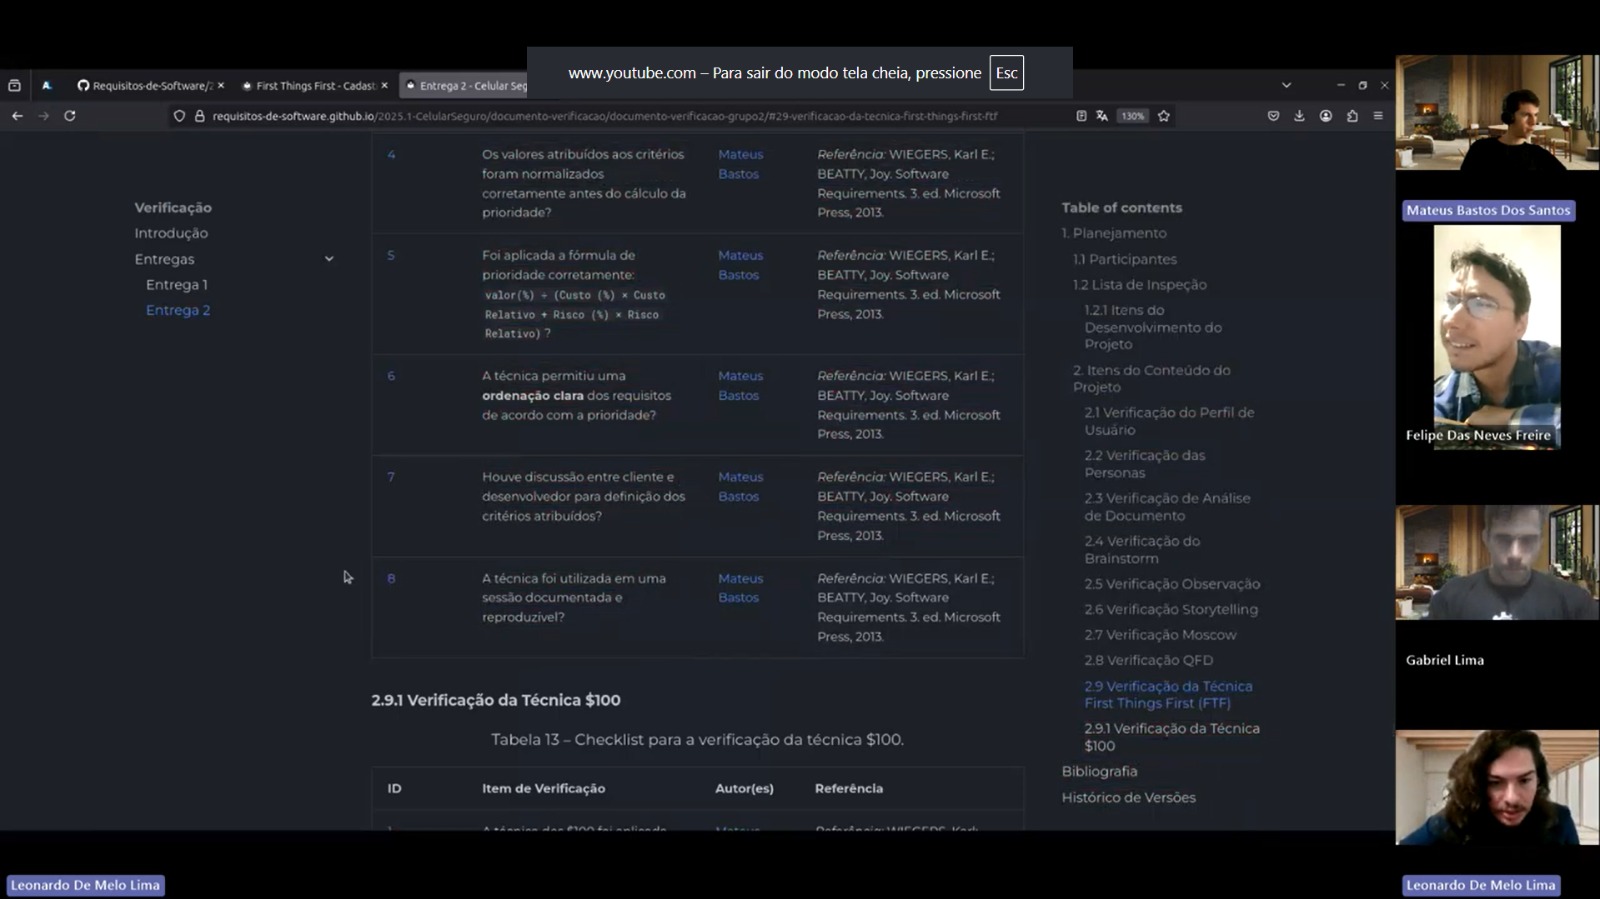 www.youtube.com – Para sair do modo tela cheia, pressione Esc
Requisitos-de-Software/2
First Things First - Cadast
Entrega 2 - Celular Seg
requisitos-de-software.github.io/2025.1-CelularSeguro/documento-verificacao/documento-verificacao-grupo2/#29-verificacao-da-tecnica-first-things-first-ftf
130%
Verificação
Introdução
Entregas
Entrega 1
Entrega 2
4
Os valores atribuídos aos critérios
foram normalizados
corretamente antes do cálculo da
prioridade?
Mateus
Bastos
Referência: WIEGERS, Karl E.;
BEATTY, Joy. Software
Requirements. 3. ed. Microsoft
Press, 2013.
5
Foi aplicada a fórmula de
prioridade corretamente:
valor(%) ÷ (Custo (%) × Custo
Relativo + Risco (%) × Risco
Relativo) ?
Mateus
Bastos
Referência: WIEGERS, Karl E.;
BEATTY, Joy. Software
Requirements. 3. ed. Microsoft
Press, 2013.
6
A técnica permitiu uma
ordenação clara dos requisitos
de acordo com a prioridade?
Mateus
Bastos
Referência: WIEGERS, Karl E.;
BEATTY, Joy. Software
Requirements. 3. ed. Microsoft
Press, 2013.
7
Houve discussão entre cliente e
desenvolvedor para definição dos
critérios atribuídos?
Mateus
Bastos
Referência: WIEGERS, Karl E.;
BEATTY, Joy. Software
Requirements. 3. ed. Microsoft
Press, 2013.
8
A técnica foi utilizada em uma
sessão documentada e
reproduzível?
Mateus
Bastos
Referência: WIEGERS, Karl E.;
BEATTY, Joy. Software
Requirements. 3. ed. Microsoft
Press, 2013.
2.9.1 Verificação da Técnica $100
Tabela 13 – Checklist para a verificação da técnica $100.
ID
Item de Verificação
Autor(es)
Referência
1
A técnica dos $100 foi aplicada
Mateus
Referência: WIEGERS, Karl;
Table of contents
1. Planejamento
1.1 Participantes
1.2 Lista de Inspeção
1.2.1 Itens do
Desenvolvimento do
Projeto
2. Itens do Conteúdo do
Projeto
2.1 Verificação do Perfil de
Usuário
2.2 Verificação das
Personas
2.3 Verificação de Análise
de Documento
2.4 Verificação do
Brainstorm
2.5 Verificação Observação
2.6 Verificação Storytelling
2.7 Verificação Moscow
2.8 Verificação QFD
2.9 Verificação da Técnica
First Things First (FTF)
2.9.1 Verificação da Técnica
$100
Bibliografia
Histórico de Versões
Mateus Bastos Dos Santos
Felipe Das Neves Freire
Gabriel Lima
Leonardo De Melo Lima
Leonardo De Melo Lima